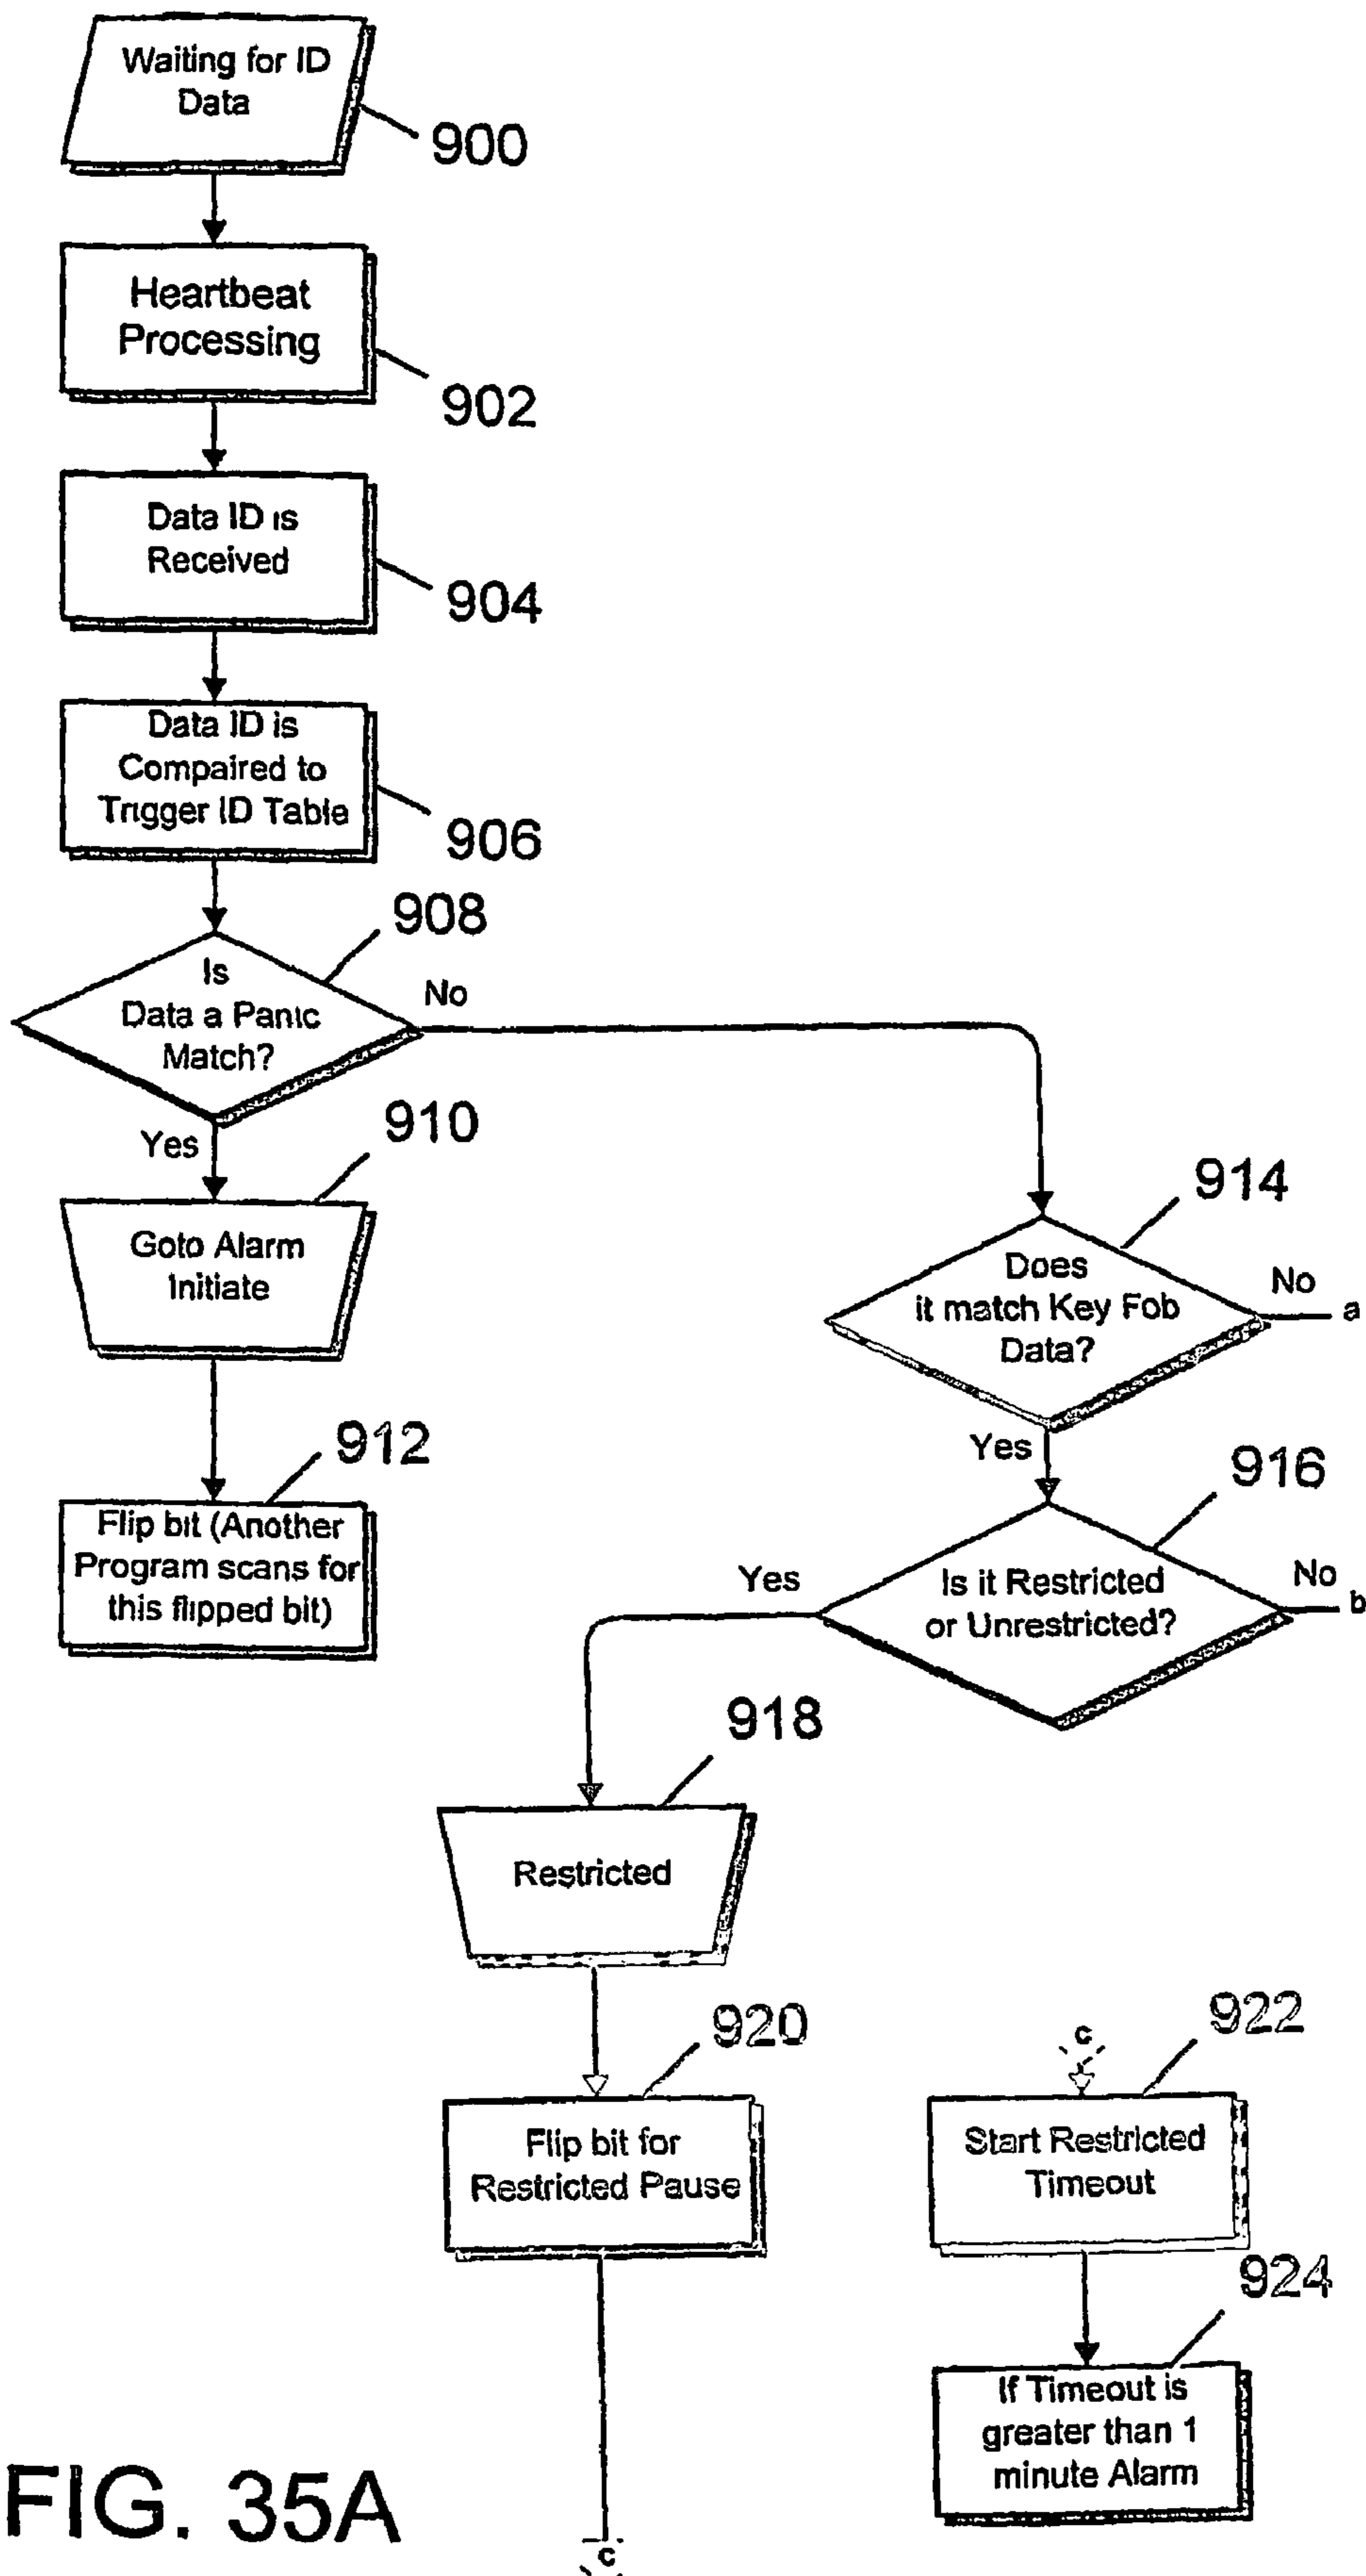 Waiting for ID
Data
900
Heartbeat
Processing
902
Data ID is
Received
904
Data ID is
Compaired to
Trigger ID Table
906
908
Is
Data a Panic
Match?
No
Yes
910
Goto Alarm
Initiate
912
Flip bit (Another
Program scans for
this flipped bit)
914
Does
it match Key Fob
Data?
No
a
Yes
916
Is it Restricted
or Unrestricted?
Yes
No
b
918
Restricted
920
Flip bit for
Restricted Pause
c
c
922
Start Restricted
Timeout
924
If Timeout is
greater than 1
minute Alarm
FIG. 35A